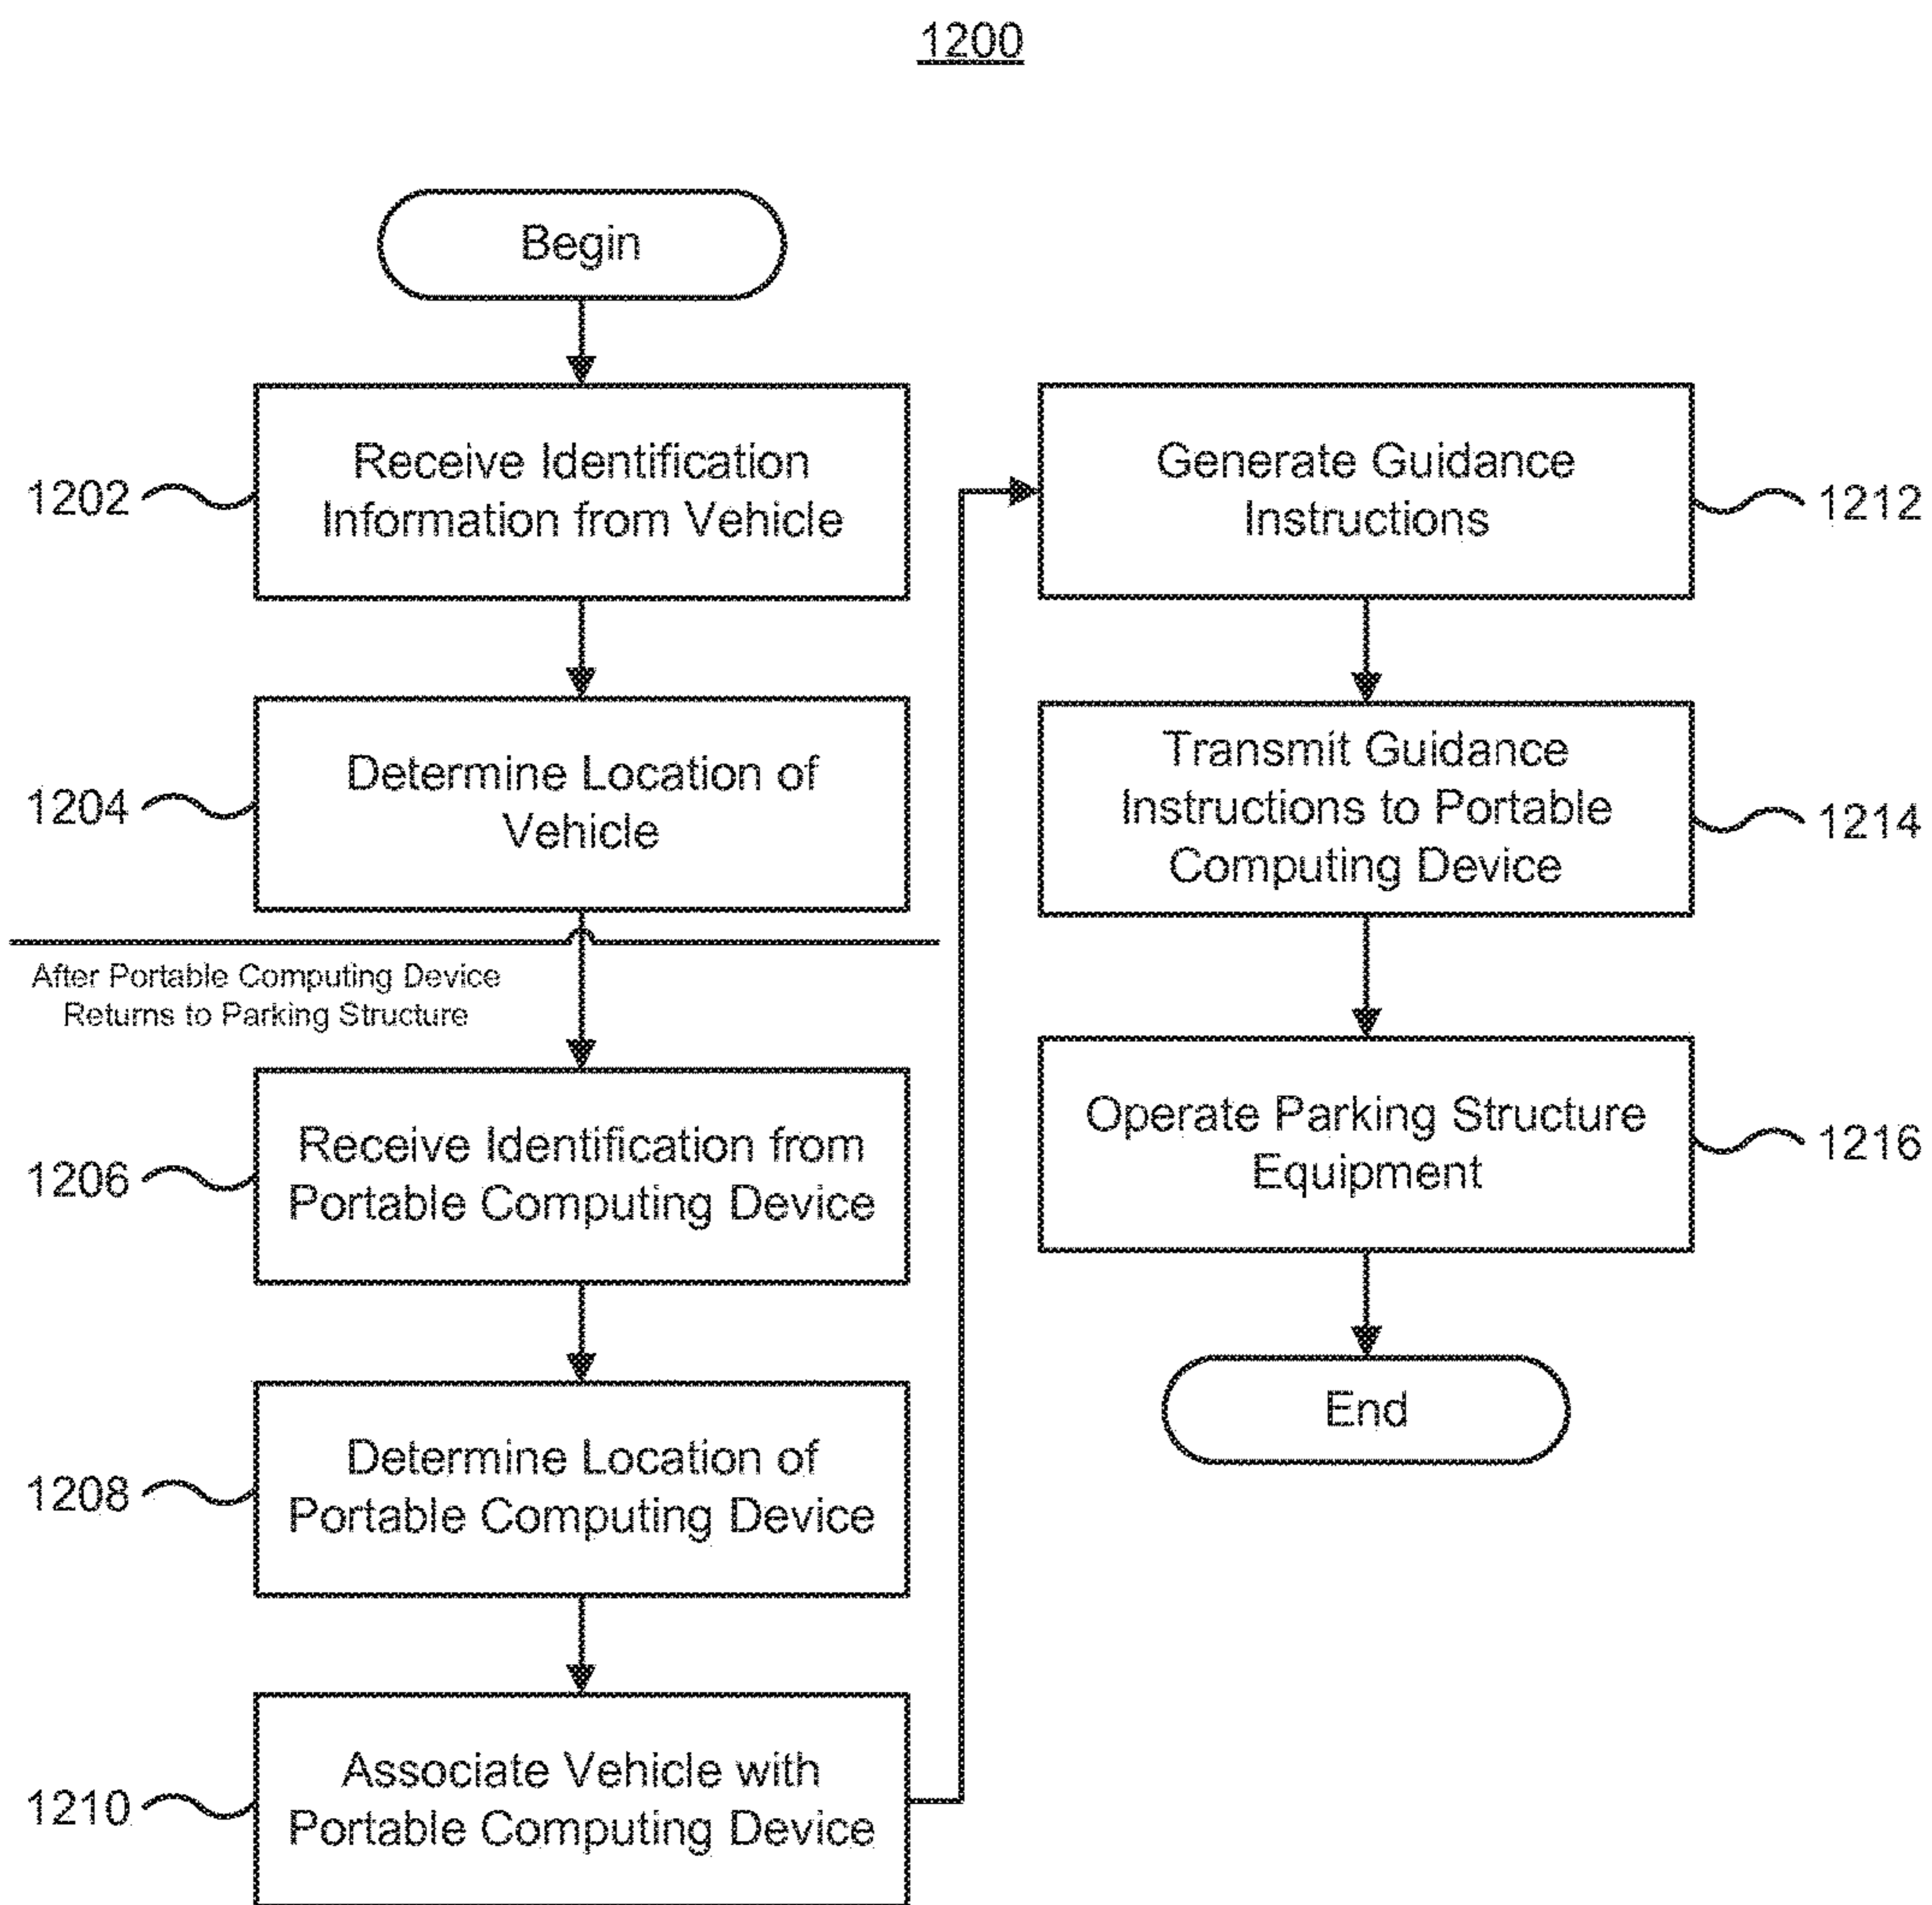 1200
Begin
1202
Receive Identification
Information from Vehicle
1204
Determine Location of
Vehicle
After Portable Computing Device
Returns to Parking Structure
1206
Receive Identification from
Portable Computing Device
1208
Determine Location of
Portable Computing Device
1210
Associate Vehicle with
Portable Computing Device
Generate Guidance
Instructions
1212
Transmit Guidance
Instructions to Portable
Computing Device
1214
Operate Parking Structure
Equipment
1216
End